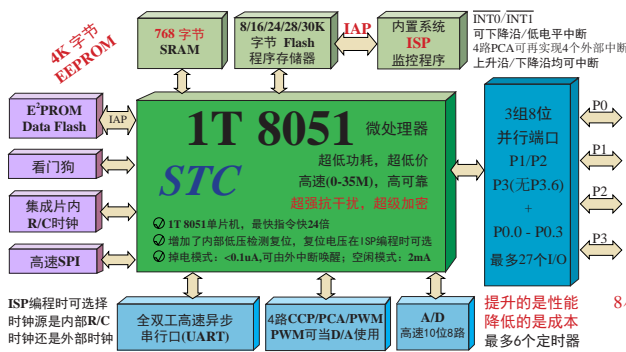 768 字节
SRAM
8/16/24/28/30K
字节 Flash
程序存储器
IAP
内置系统
ISP
监控程序
INT0/INT1
可下降沿/低电平中断
4路PCA可再实现4个外部中断
上升沿/下降沿均可中断
4K 字节
EEPROM
E²PROM
Data Flash
IAP
看门狗
集成片内
R/C时钟
高速SPI
1T 8051 微处理器
STC
超低功耗，超低价
高速(0-35M)，高可靠
超强抗干扰，超级加密
1T 8051单片机，最快指令快24倍
增加了内部低压检测复位，复位电压在ISP编程时可选
掉电模式：<0.1uA,可由外中断唤醒；空闲模式：2mA
3组8位
并行端口
P1/P2
P3(无P3.6)
+
P0.0 - P0.3
最多27个I/O
P0
P1
P2
P3
ISP编程时可选择
时钟源是内部R/C
时钟还是外部时钟
全双工高速异步
串行口(UART)
4路CCP/PCA/PWM
PWM可当D/A使用
A/D
高速10位8路
提升的是性能
降低的是成本
最多6个定时器